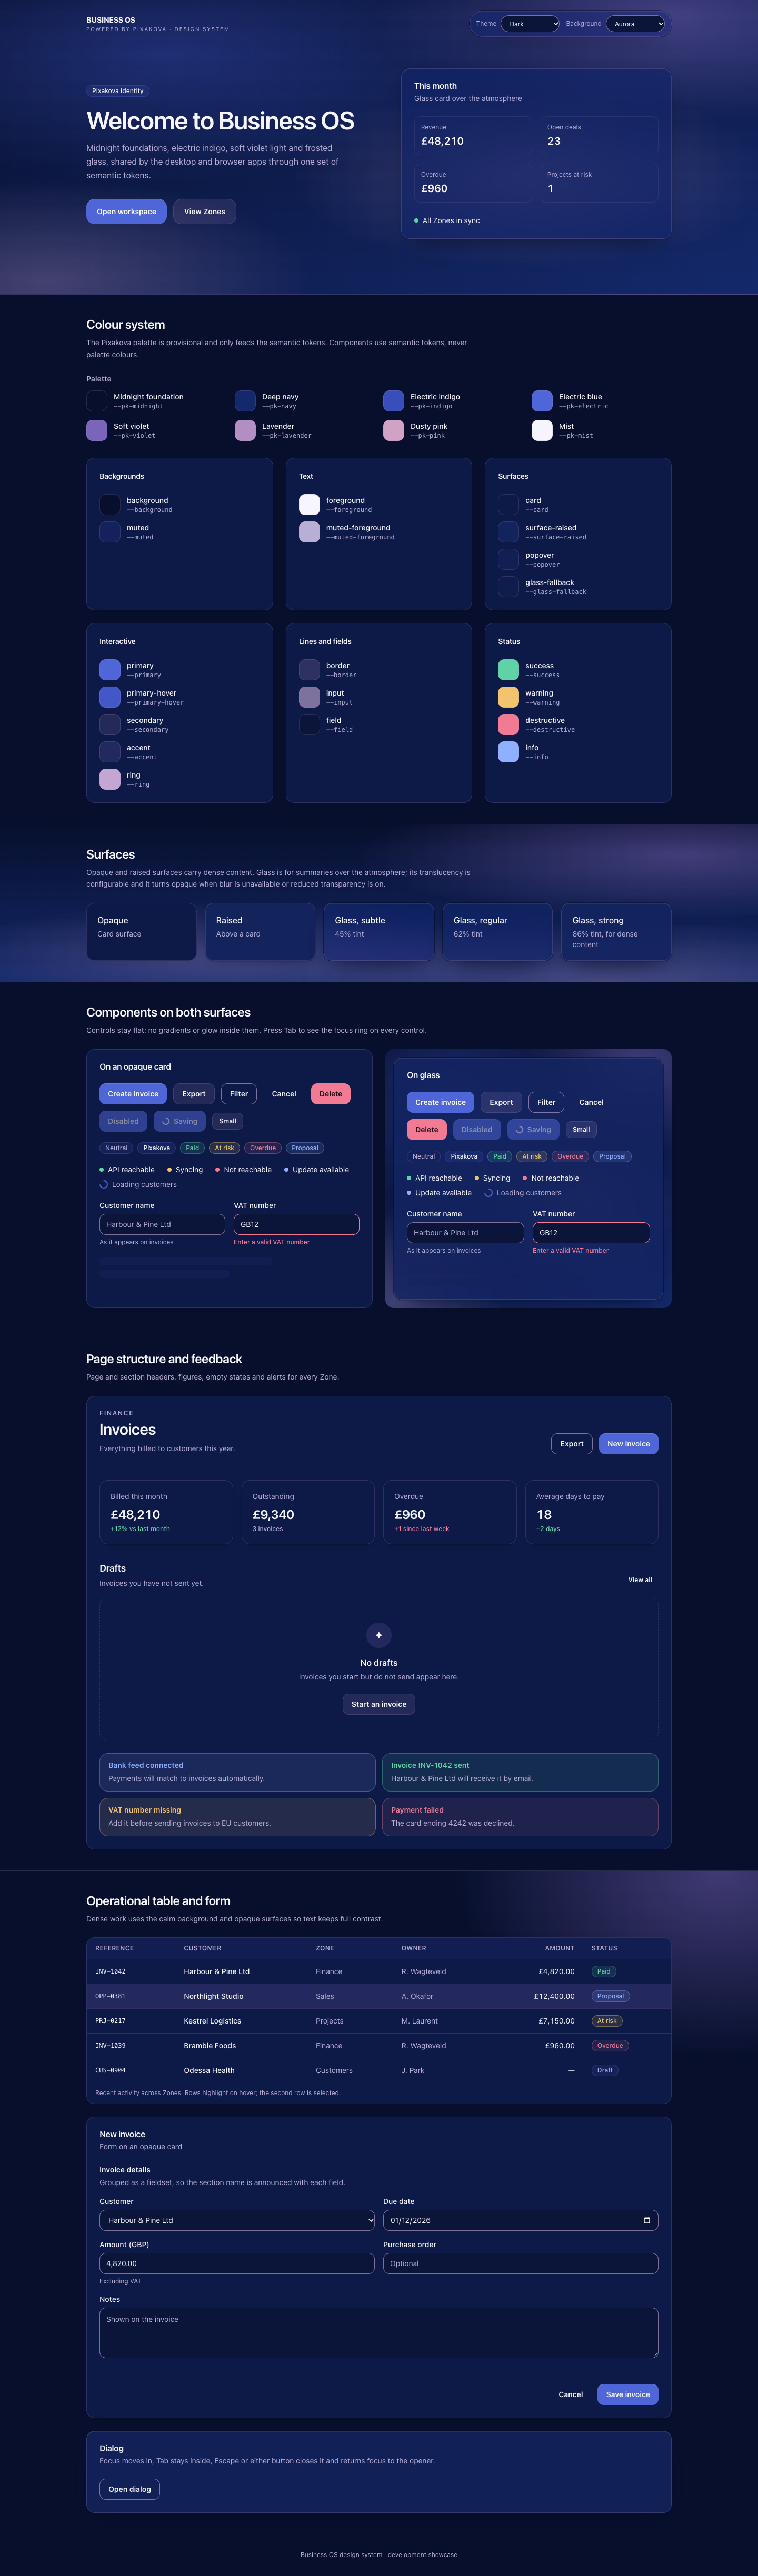 BUSINESS OS
POWERED BY PIXAKOVA · DESIGN SYSTEM
Theme Dark Background Aurora
Pixakova identity
Welcome to Business OS
Midnight foundations, electric indigo, soft violet light and frosted
glass, shared by the desktop and browser apps through one set of
semantic tokens.
Open workspace View Zones
This month
Glass card over the atmosphere
Revenue
£48,210
Open deals
23
Overdue
£960
Projects at risk
1
All Zones in sync
Colour system
The Pixakova palette is provisional and only feeds the semantic tokens. Components use semantic tokens, never
palette colours.
Palette
Midnight foundation
--pk-midnight
Deep navy
--pk-navy
Electric indigo
--pk-indigo
Electric blue
--pk-electric
Soft violet
--pk-violet
Lavender
--pk-lavender
Dusty pink
--pk-pink
Mist
--pk-mist
Backgrounds
background
--background
muted
--muted
Text
foreground
--foreground
muted-foreground
--muted-foreground
Surfaces
card
--card
surface-raised
--surface-raised
popover
--popover
glass-fallback
--glass-fallback
Interactive
primary
--primary
primary-hover
--primary-hover
secondary
--secondary
accent
--accent
ring
--ring
Lines and fields
border
--border
input
--input
field
--field
Status
success
--success
warning
--warning
destructive
--destructive
info
--info
Surfaces
Opaque and raised surfaces carry dense content. Glass is for summaries over the atmosphere; its translucency is
configurable and it turns opaque when blur is unavailable or reduced transparency is on.
Opaque
Card surface
Raised
Above a card
Glass, subtle
45% tint
Glass, regular
62% tint
Glass, strong
86% tint, for dense
content
Components on both surfaces
Controls stay flat: no gradients or glow inside them. Press Tab to see the focus ring on every control.
On an opaque card
Create invoice Export Filter Cancel Delete
Disabled Saving Small
Neutral Pixakova Paid At risk Overdue Proposal
API reachable Syncing Not reachable Update available
Loading customers
Customer name
Harbour & Pine Ltd
As it appears on invoices
VAT number
GB12
Enter a valid VAT number
On glass
Create invoice Export Filter Cancel
Delete Disabled Saving Small
Neutral Pixakova Paid At risk Overdue Proposal
API reachable Syncing Not reachable
Update available Loading customers
Customer name
Harbour & Pine Ltd
As it appears on invoices
VAT number
GB12
Enter a valid VAT number
Page structure and feedback
Page and section headers, figures, empty states and alerts for every Zone.
FINANCE
Invoices
Everything billed to customers this year.
Export New invoice
Billed this month
£48,210
+12% vs last month
Outstanding
£9,340
3 invoices
Overdue
£960
+1 since last week
Average days to pay
18
−2 days
Drafts
Invoices you have not sent yet.
View all
No drafts
Invoices you start but do not send appear here.
Start an invoice
Bank feed connected
Payments will match to invoices automatically.
Invoice INV-1042 sent
Harbour & Pine Ltd will receive it by email.
VAT number missing
Add it before sending invoices to EU customers.
Payment failed
The card ending 4242 was declined.
Operational table and form
Dense work uses the calm background and opaque surfaces so text keeps full contrast.
REFERENCE CUSTOMER ZONE OWNER AMOUNT STATUS
INV-1042 Harbour & Pine Ltd Finance R. Wagteveld £4,820.00 Paid
OPP-0381 Northlight Studio Sales A. Okafor £12,400.00 Proposal
PRJ-0217 Kestrel Logistics Projects M. Laurent £7,150.00 At risk
INV-1039 Bramble Foods Finance R. Wagteveld £960.00 Overdue
CUS-0904 Odessa Health Customers J. Park — Draft
Recent activity across Zones. Rows highlight on hover; the second row is selected.
New invoice
Form on an opaque card
Invoice details
Grouped as a fieldset, so the section name is announced with each field.
Customer
Harbour & Pine Ltd
Due date
01/12/2026
Amount (GBP)
4,820.00
Excluding VAT
Purchase order
Optional
Notes
Shown on the invoice
Cancel Save invoice
Dialog
Focus moves in, Tab stays inside, Escape or either button closes it and returns focus to the opener.
Open dialog
Business OS design system · development showcase